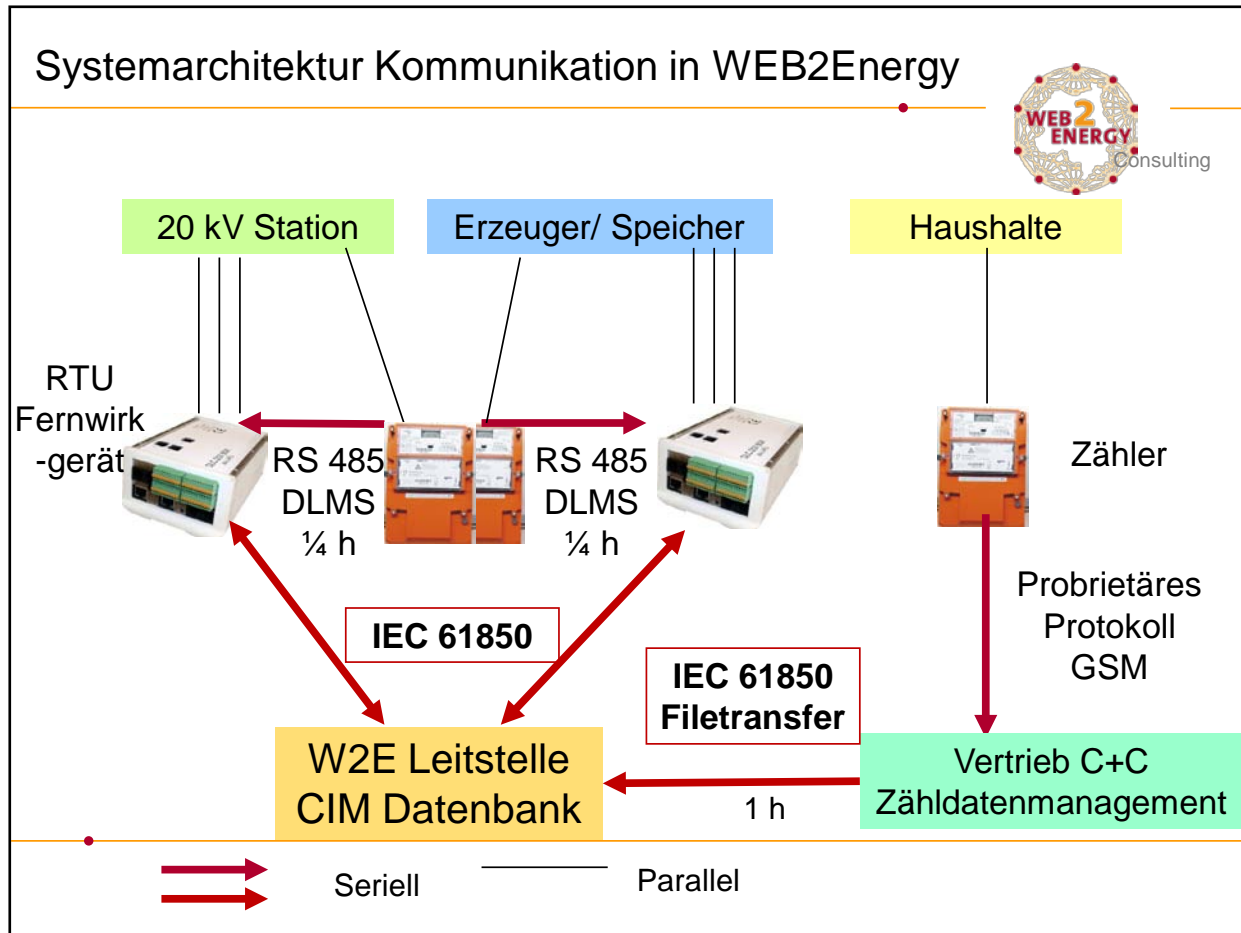 Systemarchitektur Kommunikation in WEB2Energy
WEB 2
ENERGY
Consulting
20 kV Station
Erzeuger/ Speicher
Haushalte
RTU
Fernwirk
-gerät
RS 485
DLMS
¼ h
RS 485
DLMS
¼ h
Zähler
IEC 61850
Probrietäres
Protokoll
GSM
IEC 61850
Filetransfer
W2E Leitstelle
CIM Datenbank
1 h
Vertrieb C+C
Zähldatenmanagement
Seriell
Parallel